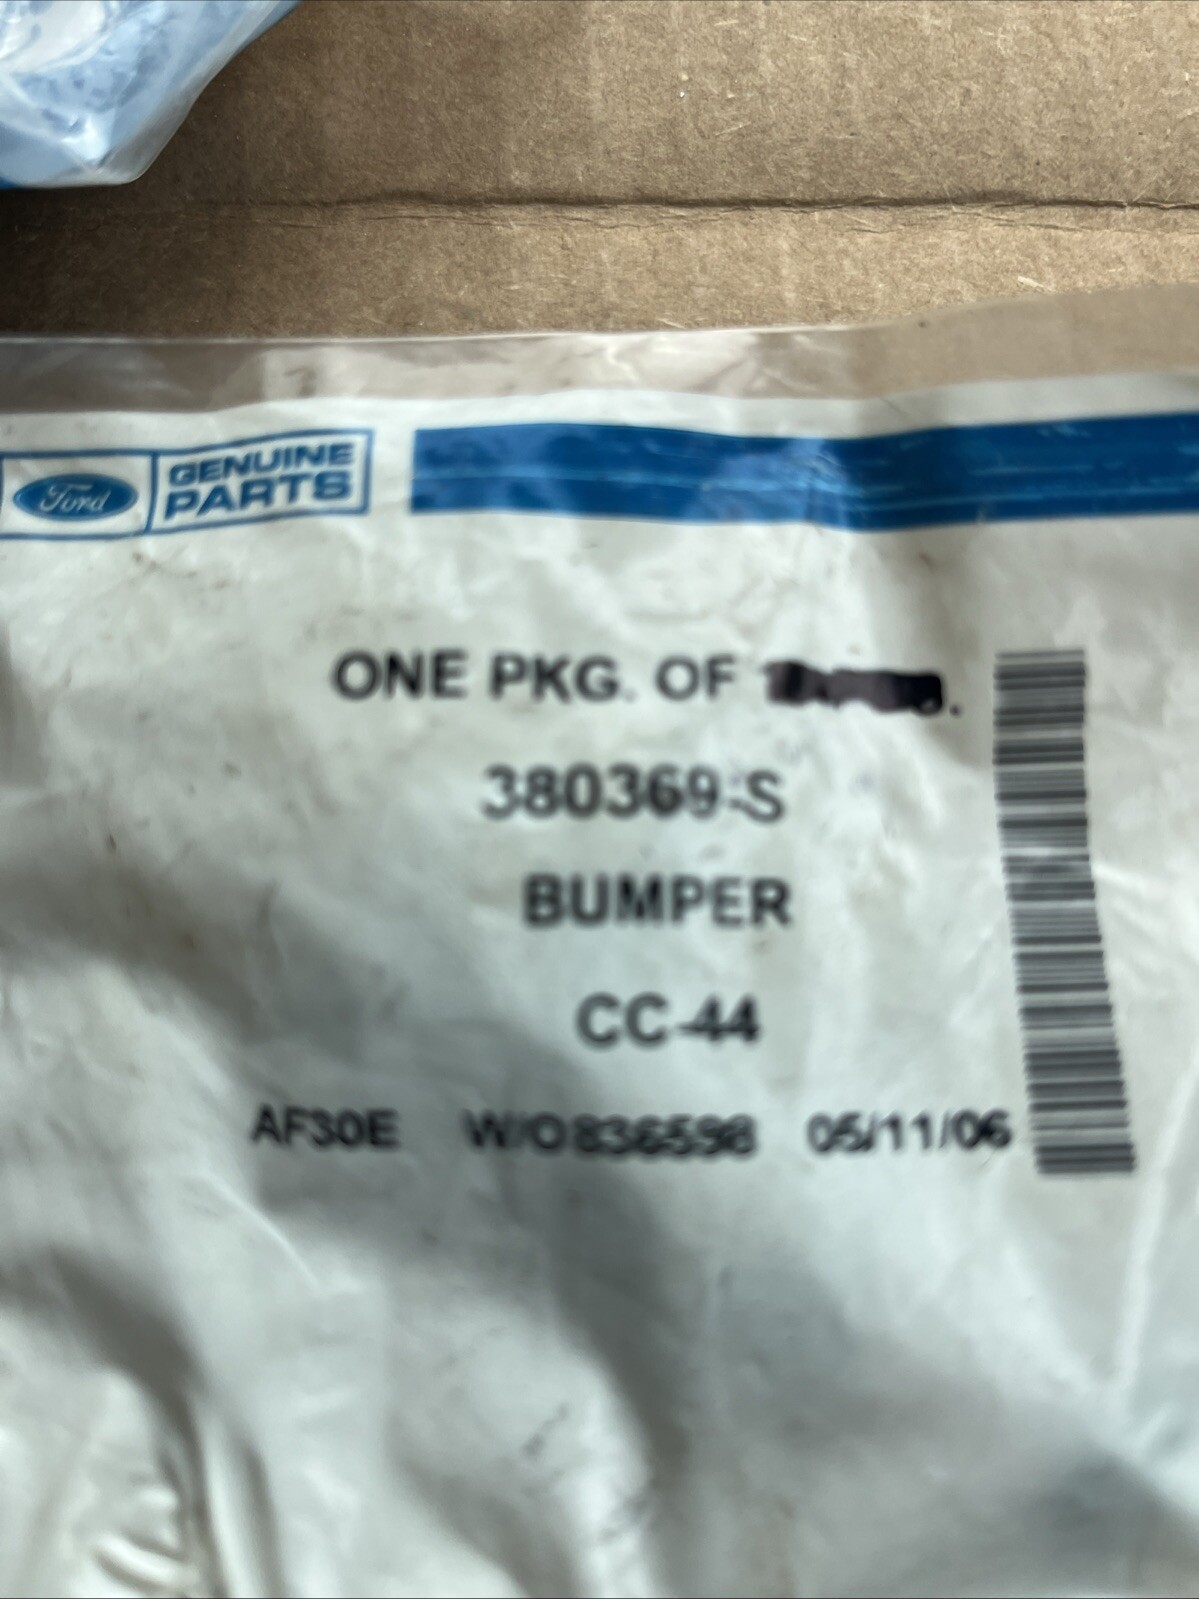 Ford GENUINE PARTS
ONE PKG. OF
380369-S
BUMPER
CC-44
AF30E W/O836598 05/11/06